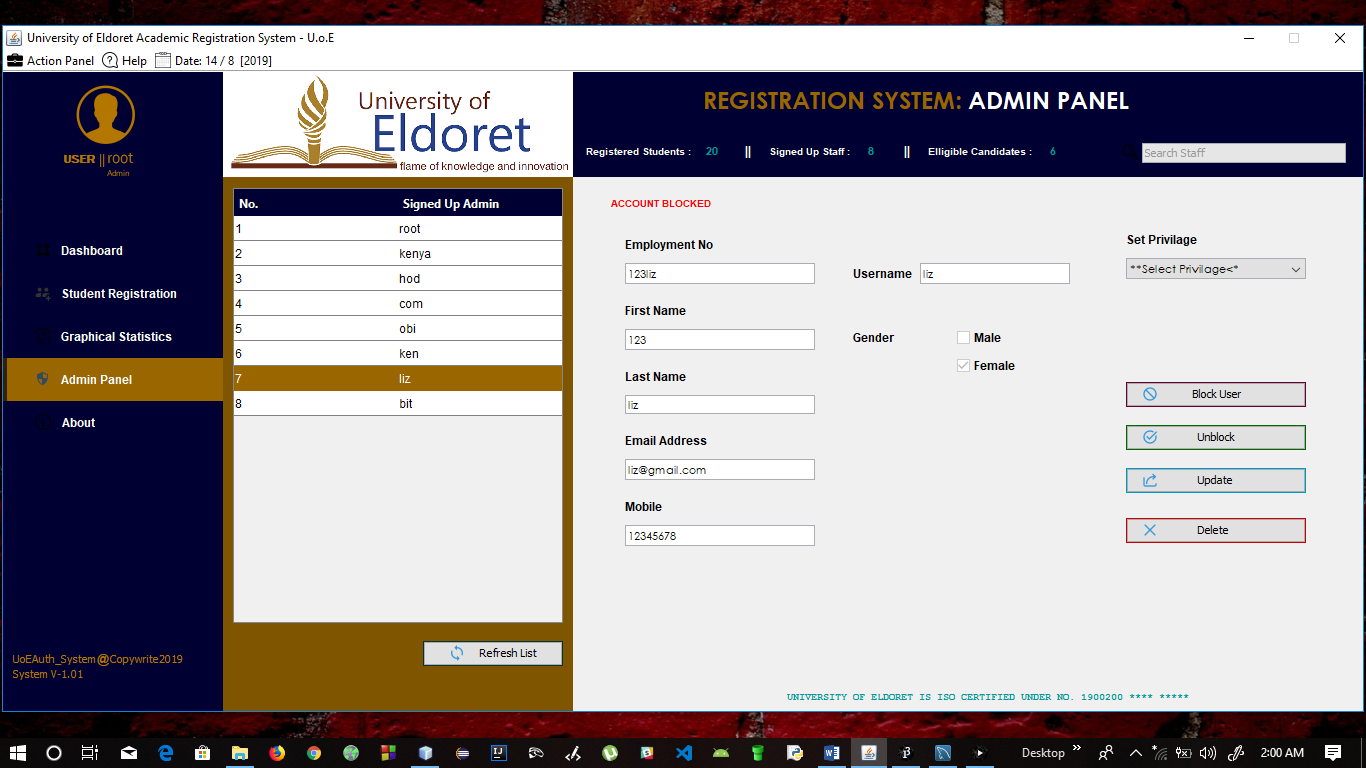 University of Eldoret Academic Registration System - U.o.E
Action Panel Help Date: 14 / 8 [2019]
USER || root
Admin
University of
Eldoret
flame of knowledge and innovation
REGISTRATION SYSTEM: ADMIN PANEL
Registered Students : 20 || Signed Up Staff : 8 || Elligible Candidates : 6
Search Staff
Dashboard
Student Registration
Graphical Statistics
Admin Panel
About
UoEAuth_System@Copywrite2019
System V-1.01
No. Signed Up Admin
1 root
2 kenya
3 hod
4 com
5 obi
6 ken
7 liz
8 bit
Refresh List
ACCOUNT BLOCKED
Employment No
123liz
Username liz
Set Privilage
**Select Privilage<*
First Name
123
Gender Male
Female
Last Name
liz
Email Address
liz@gmail.com
Mobile
12345678
Block User
Unblock
Update
Delete
UNIVERSITY OF ELDORET IS ISO CERTIFIED UNDER NO. 1900200 **** *****
Desktop
2:00 AM